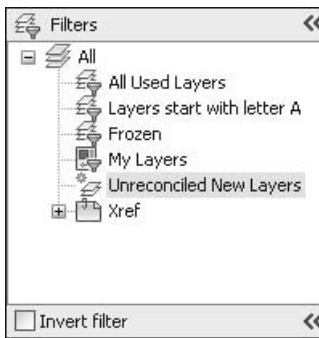 Filters
All
All Used Layers
Layers start with letter A
Frozen
My Layers
Unreconciled New Layers
Xref
Invert filter